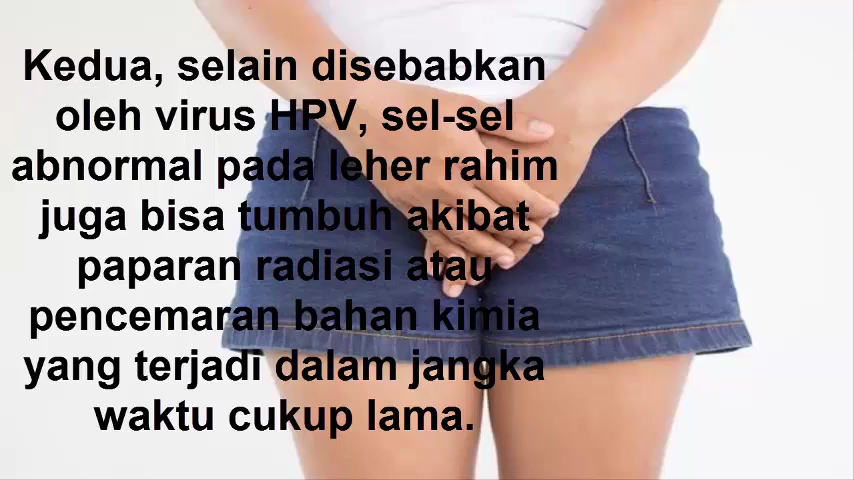 Kedua, selain disebabkan
oleh virus HPV, sel-sel
abnormal pada leher rahim
juga bisa tumbuh akibat
paparan radiasi atau
pencemaran bahan kimia
yang terjadi dalam jangka
waktu cukup lama.